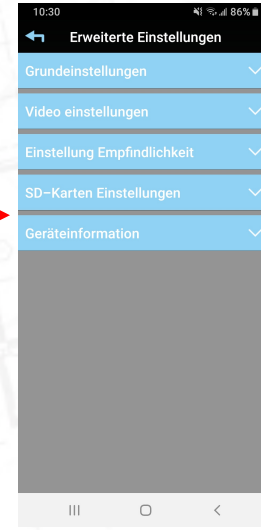 10:30 86%
Erweiterte Einstellungen
Grundeinstellungen
Video einstellungen
Einstellung Empfindlichkeit
SD-Karten Einstellungen
Geräteinformation